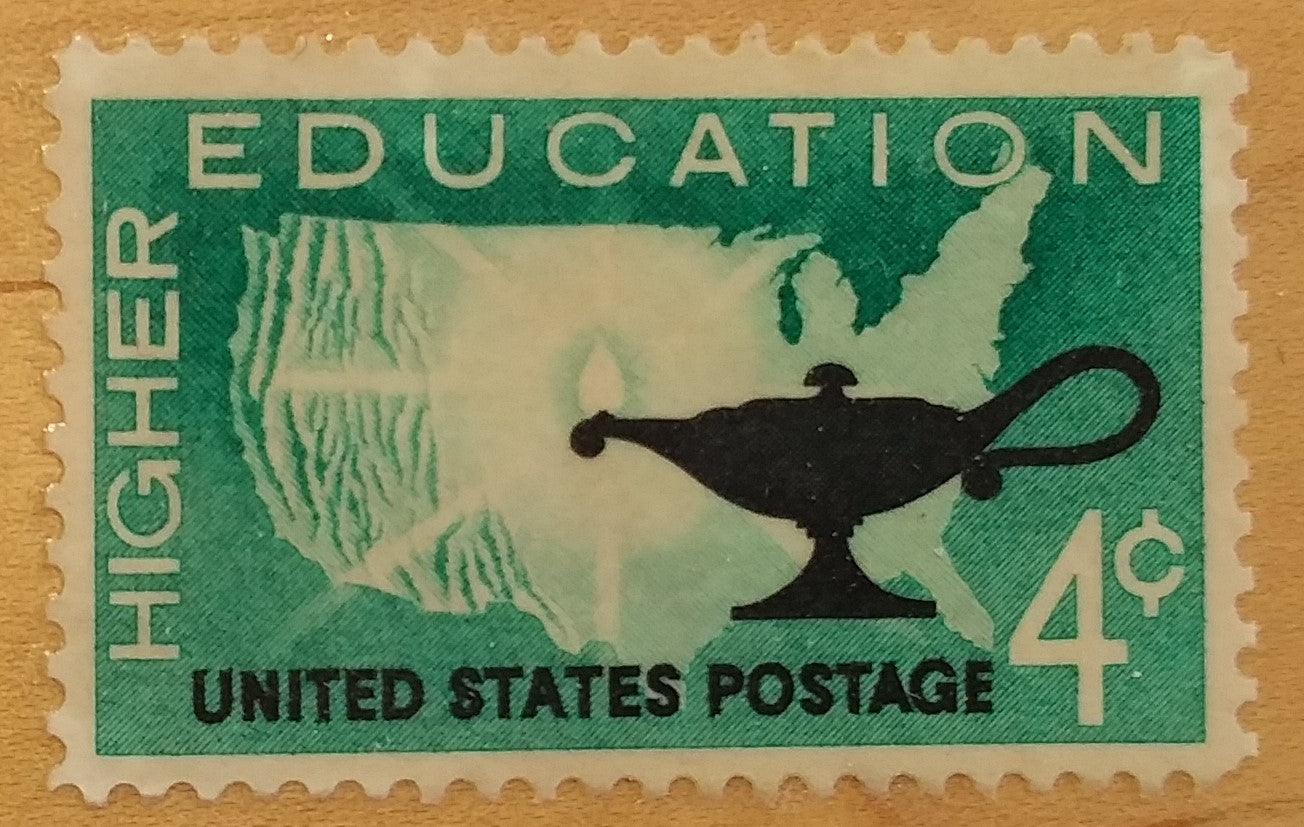 HIGHER
EDUCATION
4¢
UNITED STATES POSTAGE